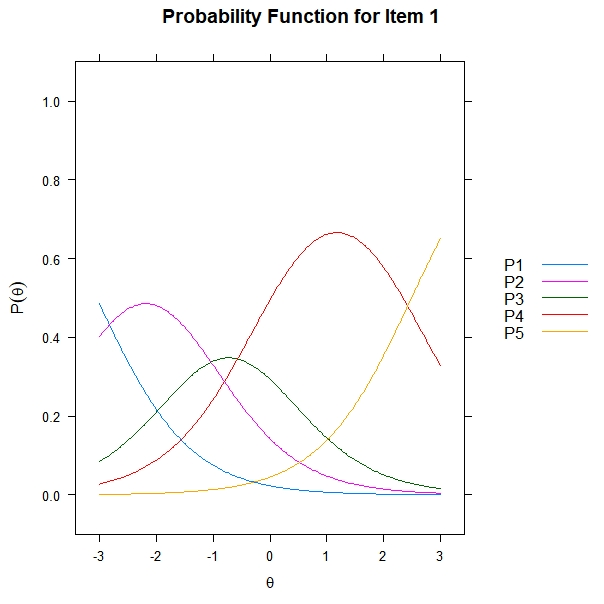 Probability Function for Item 1
P(θ)
1.0
0.8
0.6
0.4
0.2
0.0
-3 -2 -1 0 1 2 3
θ
P1
P2
P3
P4
P5